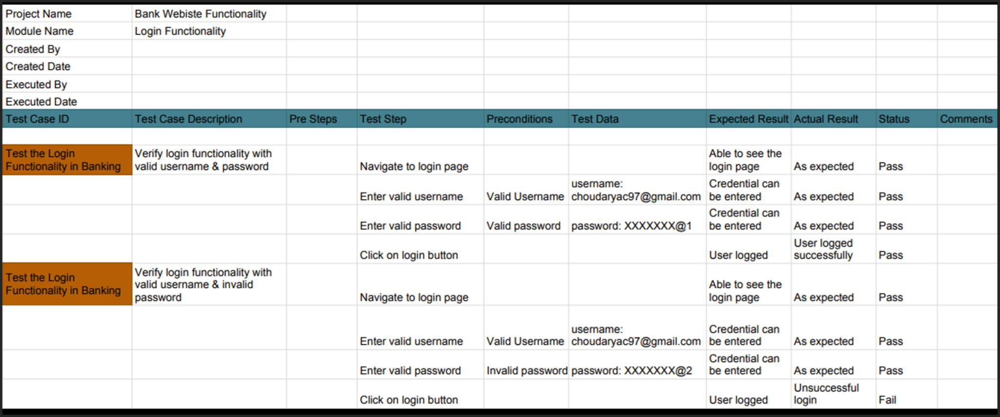 Project Name Bank Webiste Functionality
Module Name Login Functionality
Created By
Created Date
Executed By
Executed Date
Test Case ID Test Case Description Pre Steps Test Step Preconditions Test Data Expected Result Actual Result Status Comments
Test the Login
Functionality in Banking
Verify login functionality with
valid username & password
Navigate to login page
Able to see the
login page
As expected
Pass
Enter valid username
Valid Username
username:
choudaryac97@gmail.com
Credential can
be entered
As expected
Pass
Enter valid password
Valid password
password: XXXXXXX@1
Credential can
be entered
As expected
Pass
Click on login button
User logged
User logged
successfully
Pass
Test the Login
Functionality in Banking
Verify login functionality with
valid username & invalid
password
Navigate to login page
Able to see the
login page
As expected
Pass
Enter valid username
Valid Username
username:
choudaryac97@gmail.com
Credential can
be entered
As expected
Pass
Enter valid password
Invalid password
password: XXXXXXX@2
Credential can
be entered
As expected
Pass
Click on login button
User logged
Unsuccessful
login
Fail